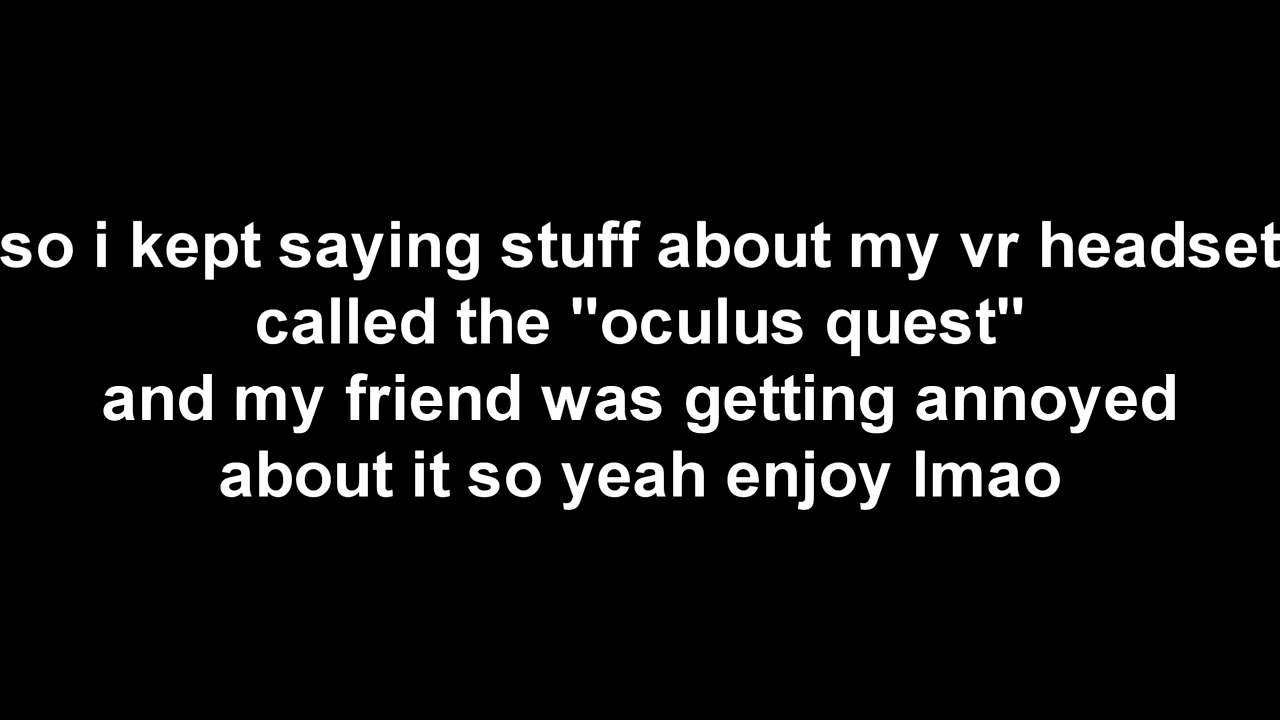 so i kept saying stuff about my vr headset
called the "oculus quest"
and my friend was getting annoyed
about it so yeah enjoy lmao